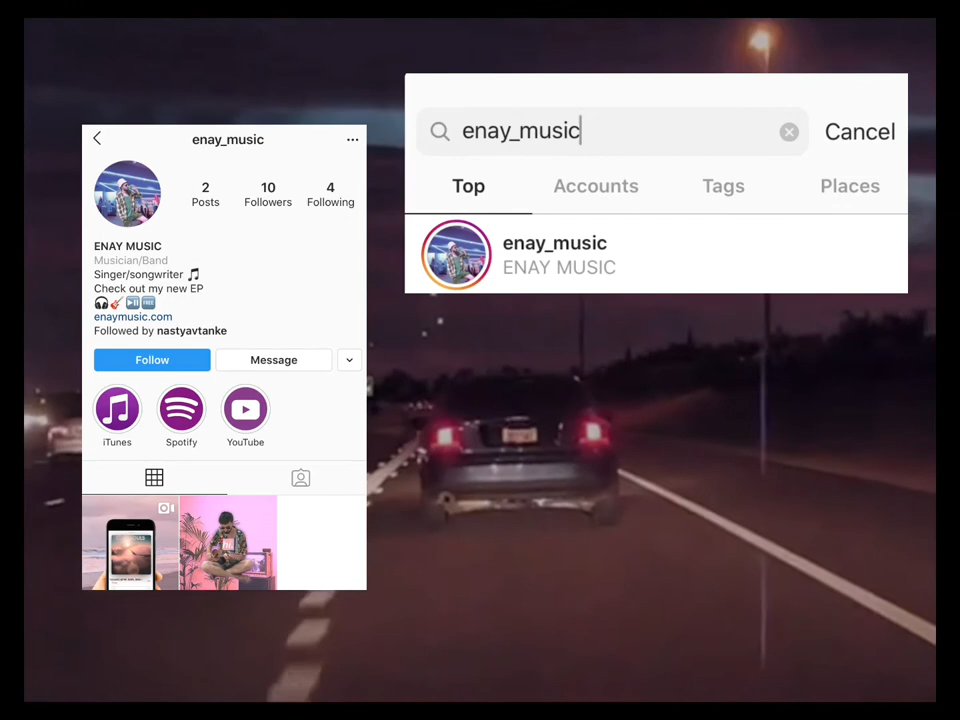 enay_music
2 10 4
Posts Followers Following
ENAY MUSIC
Musician/Band
Singer/songwriter 🎵
Check out my new EP
🎧🎸⏯️🆓
enaymusic.com
Followed by nastyavtanke
Follow Message
iTunes Spotify YouTube
enay_music Cancel
Top Accounts Tags Places
enay_music
ENAY MUSIC